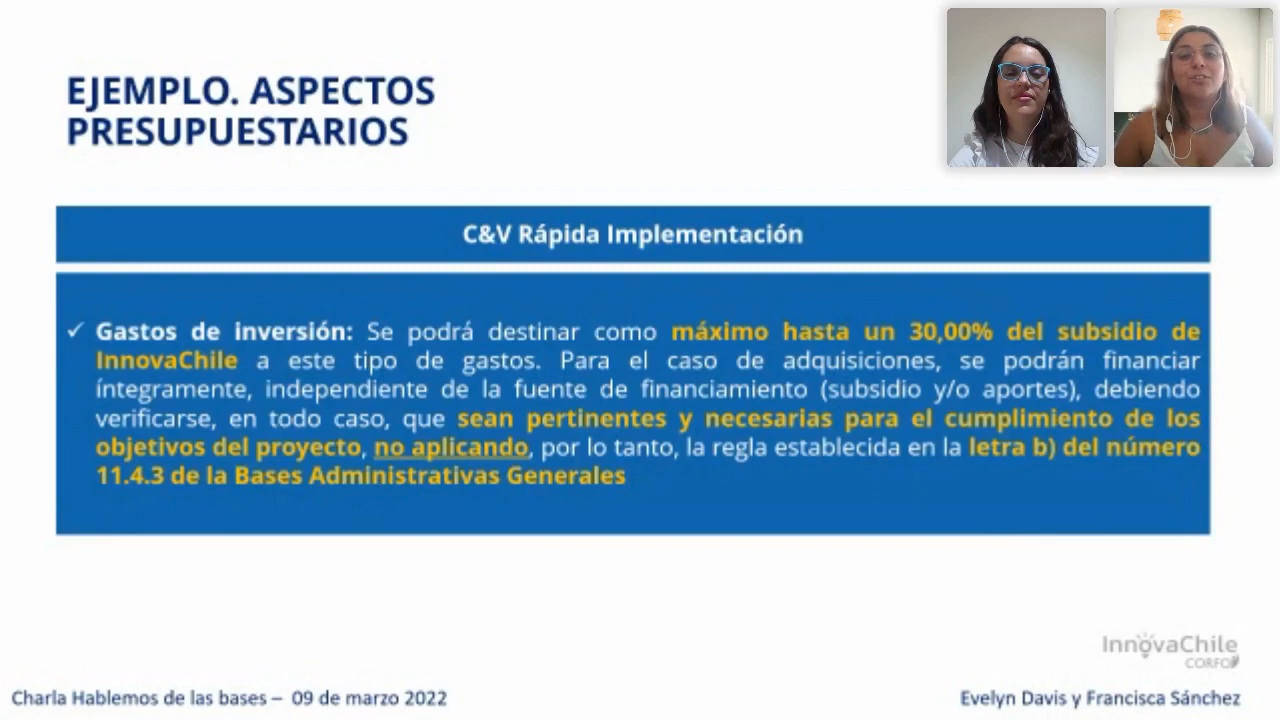 EJEMPLO. ASPECTOS
PRESUPUESTARIOS
C&V Rápida Implementación
✓ Gastos de inversión: Se podrá destinar como máximo hasta un 30,00% del subsidio de
InnovaChile a este tipo de gastos. Para el caso de adquisiciones, se podrán financiar
íntegramente, independiente de la fuente de financiamiento (subsidio y/o aportes), debiendo
verificarse, en todo caso, que sean pertinentes y necesarias para el cumplimiento de los
objetivos del proyecto, no aplicando, por lo tanto, la regla establecida en la letra b) del número
11.4.3 de la Bases Administrativas Generales
InnovaChile
CORFO
Charla Hablemos de las bases – 09 de marzo 2022
Evelyn Davis y Francisca Sánchez